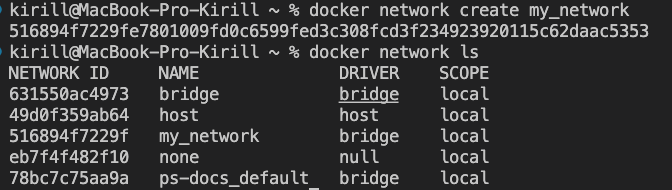 kirill@MacBook-Pro-Kirill ~ % docker network create my_network
516894f7229fe7801009fd0c6599fed3c308fcd3f234923920115c62daac5353
kirill@MacBook-Pro-Kirill ~ % docker network ls
NETWORK ID     NAME              DRIVER    SCOPE
631550ac4973   bridge            bridge    local
49d0f359ab64   host              host      local
516894f7229f   my_network        bridge    local
eb7f4f482f10   none              null      local
78bc7c75aa9a   ps-docs_default   bridge    local